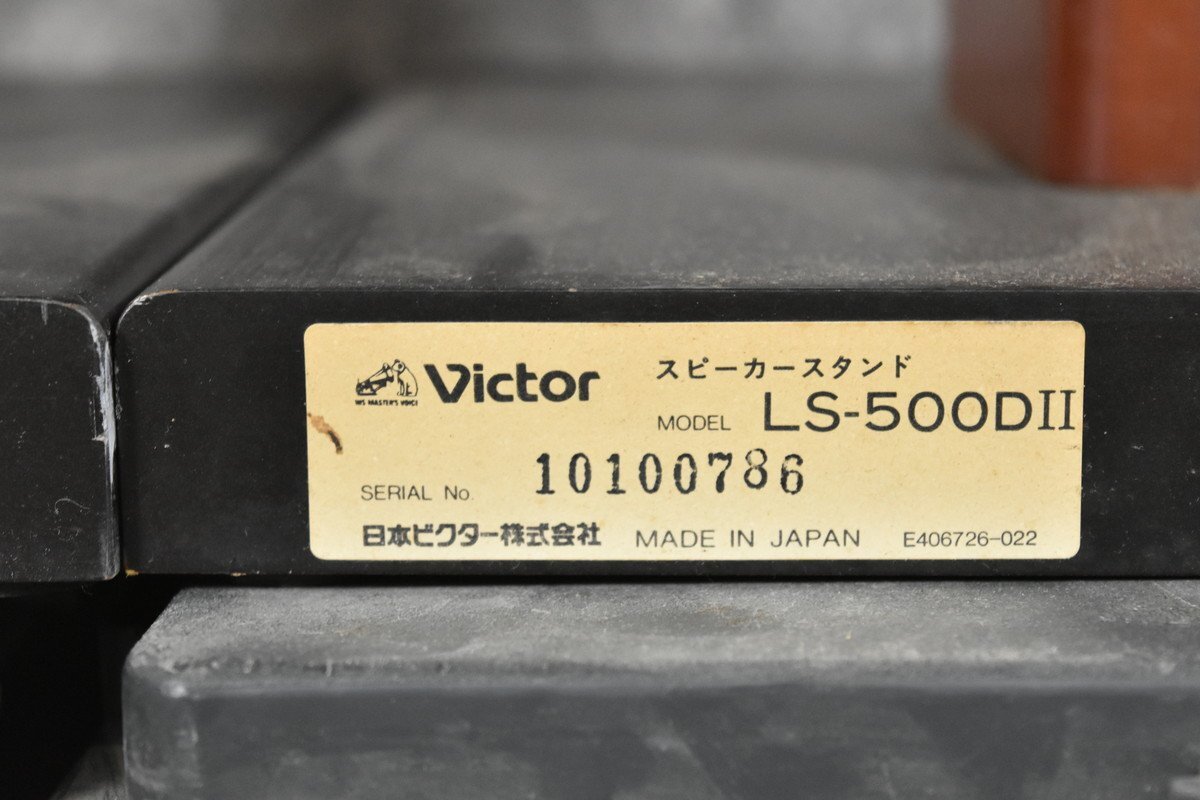 Victor スピーカースタンド
HIS MASTER'S VOICE
MODEL LS-500DII
SERIAL No. 10100786
日本ビクター株式会社 MADE IN JAPAN E406726-022